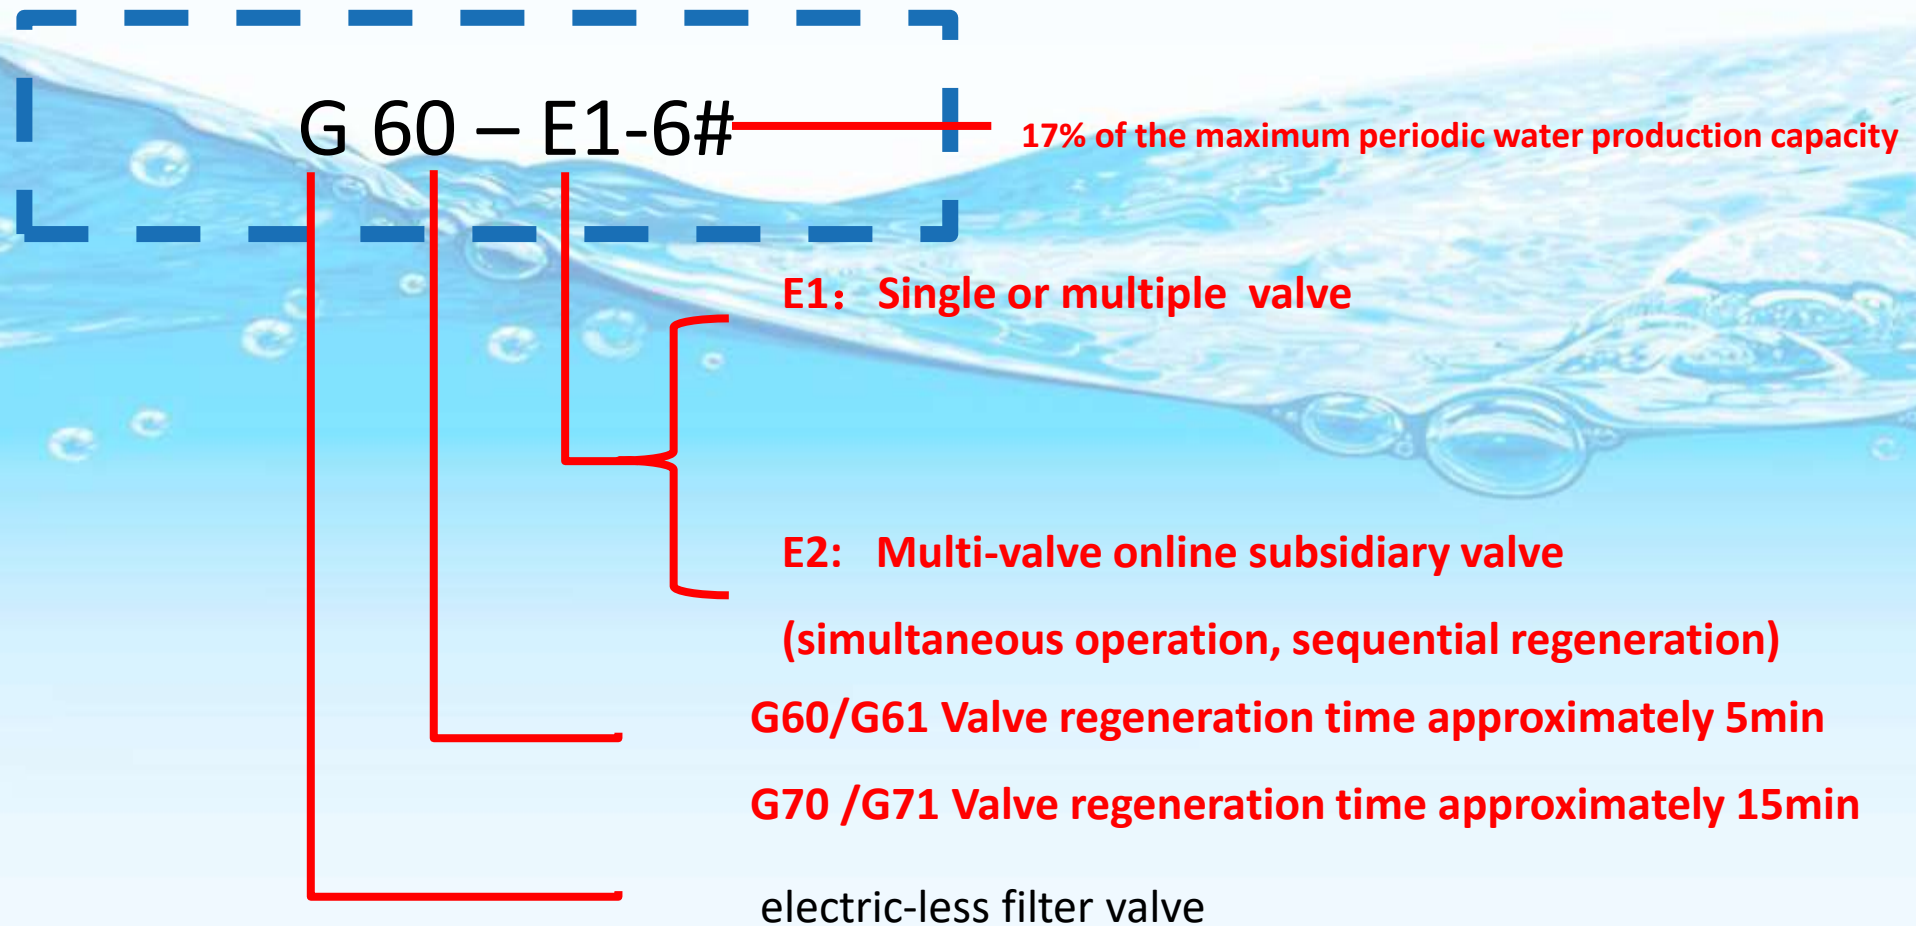 G 60 – E1-6#
17% of the maximum periodic water production capacity
E1： Single or multiple valve
E2: Multi-valve online subsidiary valve
(simultaneous operation, sequential regeneration)
G60/G61 Valve regeneration time approximately 5min
G70 /G71 Valve regeneration time approximately 15min
electric-less filter valve